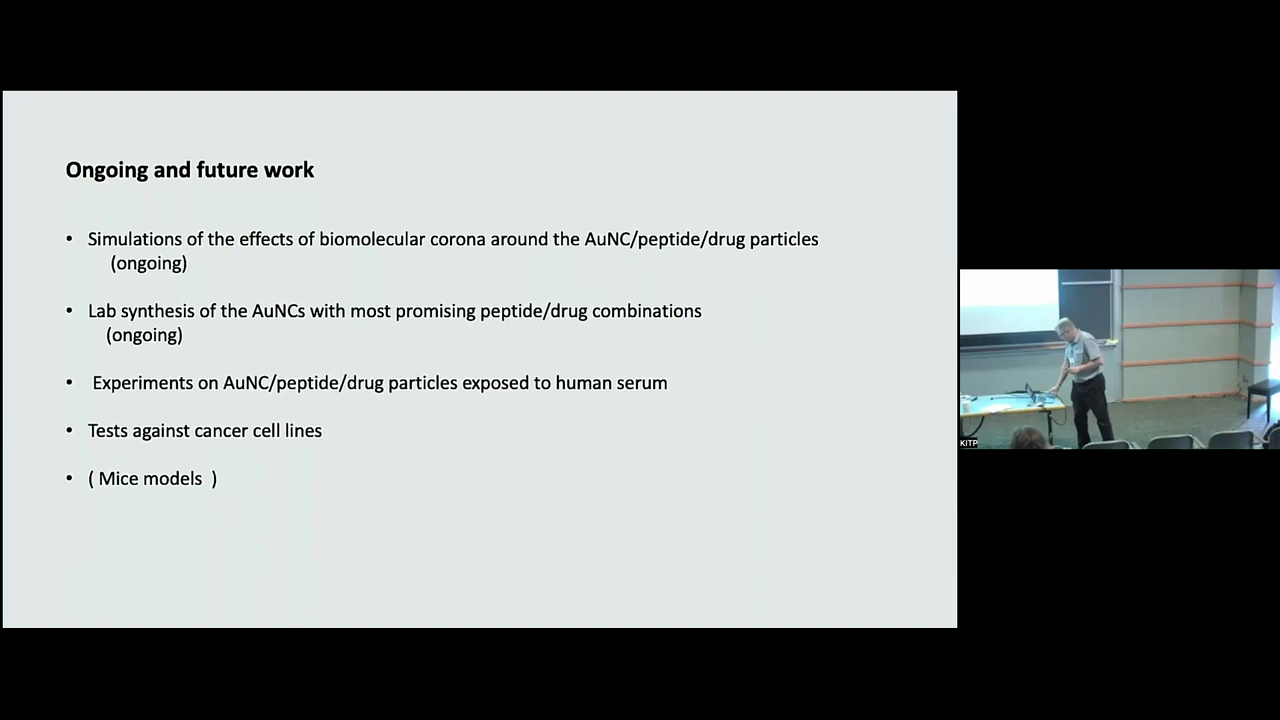 Ongoing and future work
• Simulations of the effects of biomolecular corona around the AuNC/peptide/drug particles
(ongoing)
• Lab synthesis of the AuNCs with most promising peptide/drug combinations
(ongoing)
• Experiments on AuNC/peptide/drug particles exposed to human serum
• Tests against cancer cell lines
• ( Mice models )
KITP